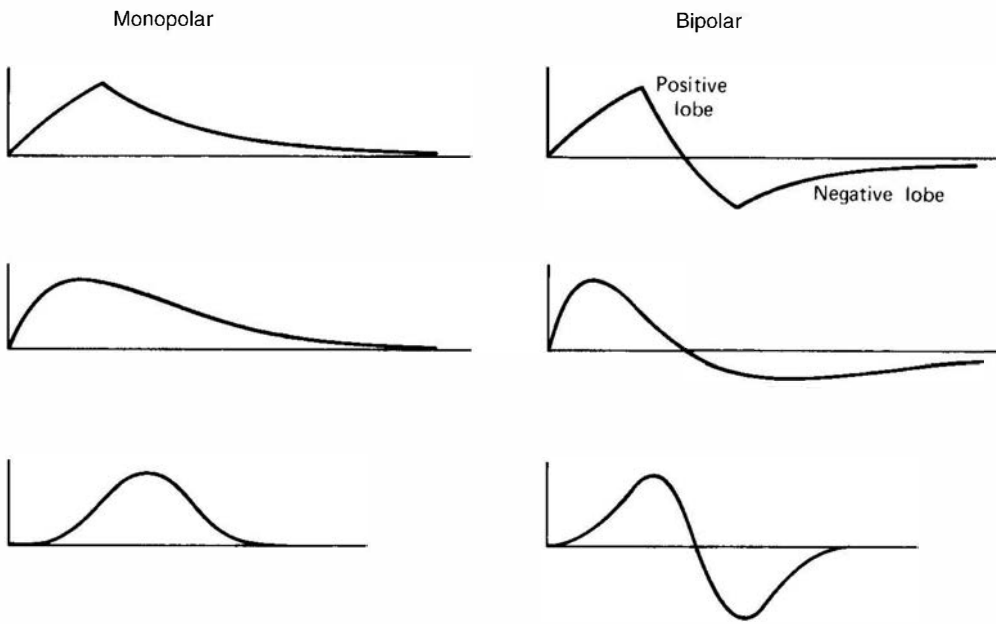 Monopolar
Bipolar
Positive
lobe
Negative lobe